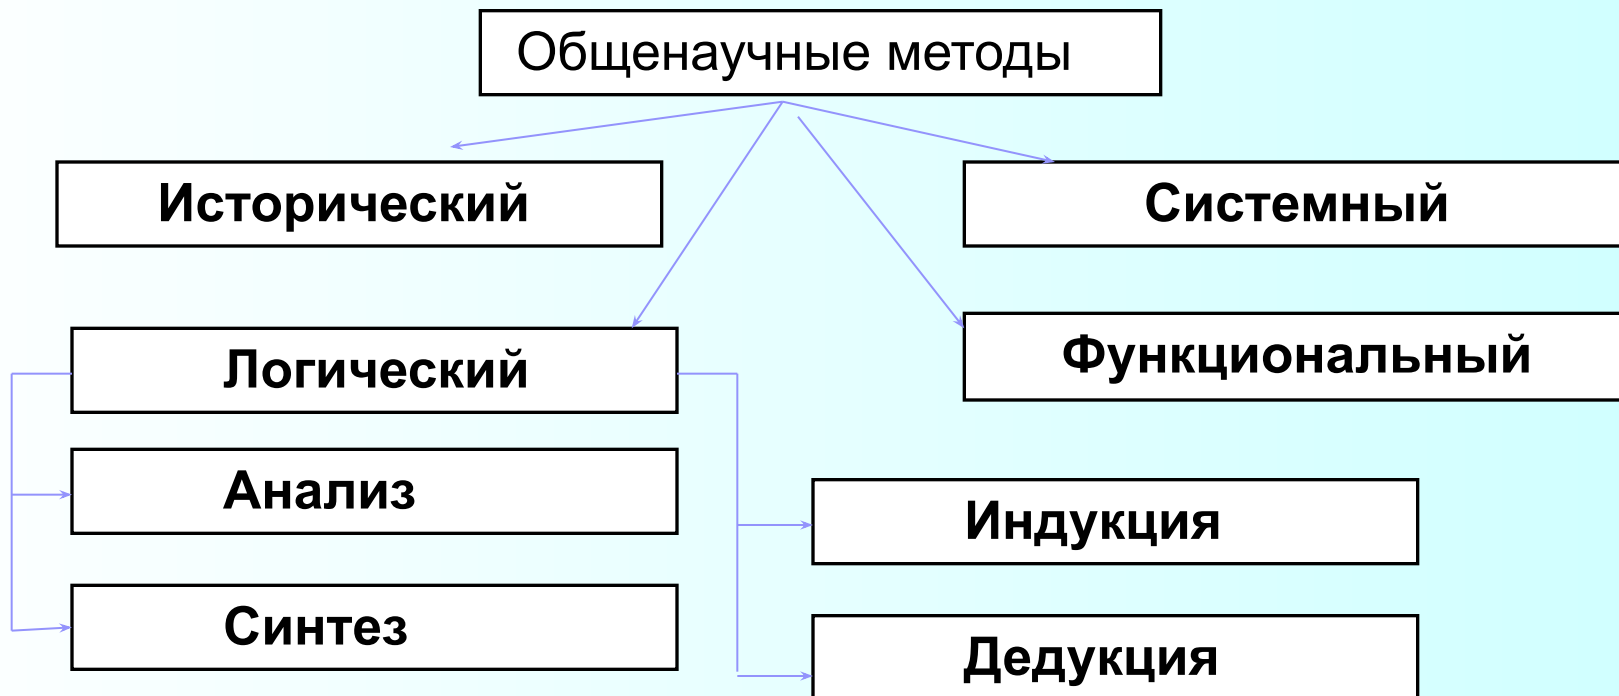 Общенаучные методы
Исторический
Системный
Логический
Функциональный
Анализ
Индукция
Синтез
Дедукция